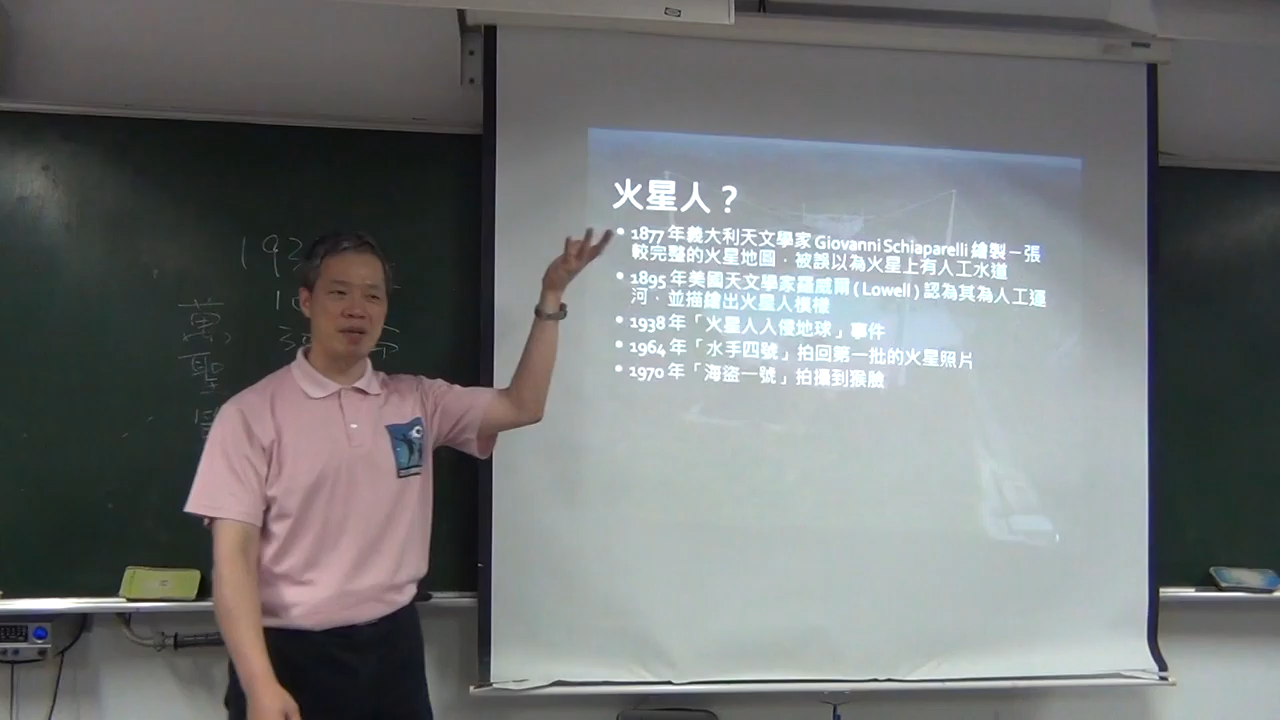 193
10
30
萬
聖
火星人？
• 1877 年義大利天文學家 Giovanni Schiaparelli 繪製一張
較完整的火星地圖，被誤以為火星上有人工水道
• 1895 年美國天文學家羅威爾 ( Lowell ) 認為其為人工運
河，並描繪出火星人模樣
• 1938 年「火星人入侵地球」事件
• 1964 年「水手四號」拍回第一批的火星照片
• 1970 年「海盜一號」拍攝到猴臉